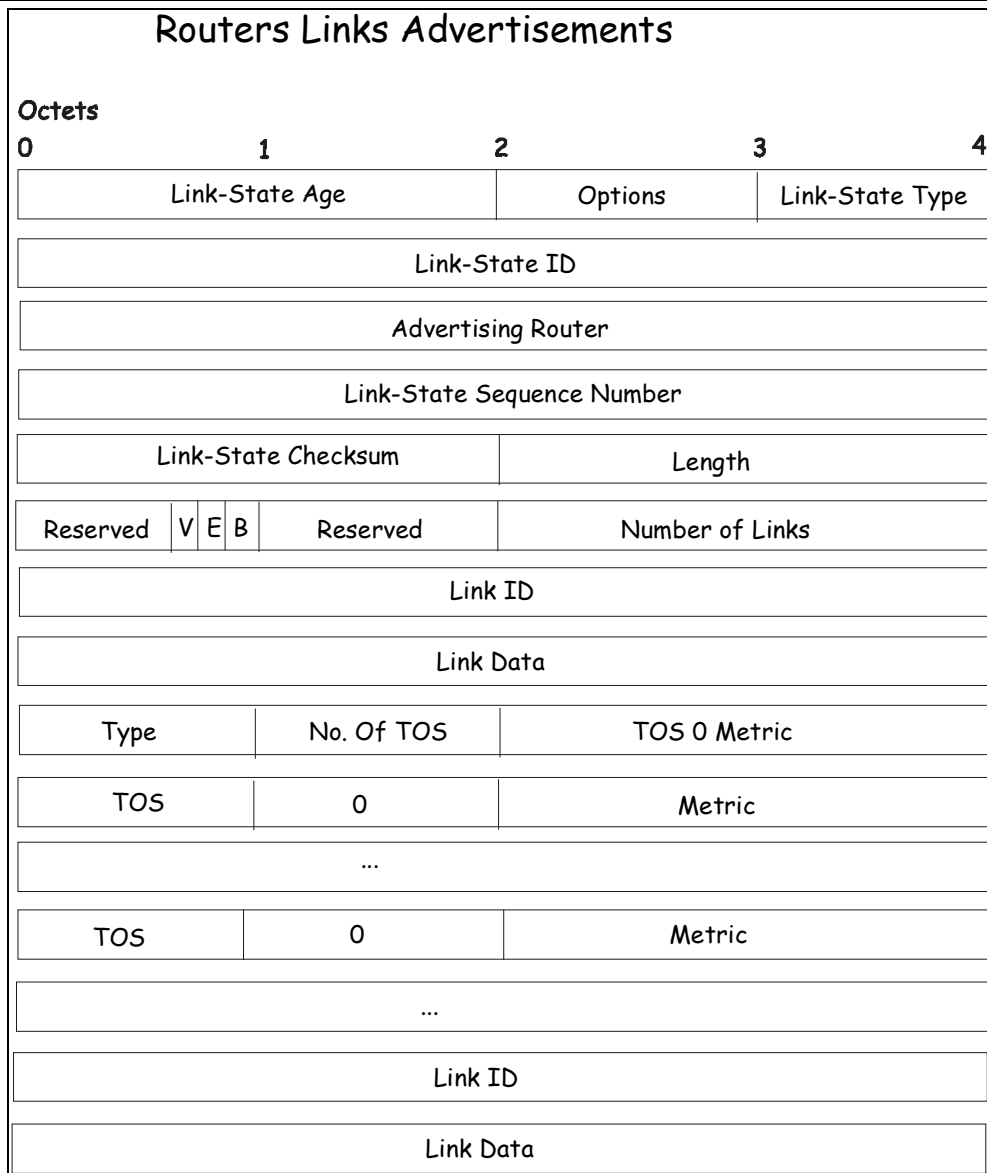 Routers Links Advertisements
Octets
0 1 2 3 4
Link-State Age Options Link-State Type
Link-State ID
Advertising Router
Link-State Sequence Number
Link-State Checksum Length
Reserved V E B Reserved Number of Links
Link ID
Link Data
Type No. Of TOS TOS 0 Metric
TOS 0 Metric
...
TOS 0 Metric
...
Link ID
Link Data